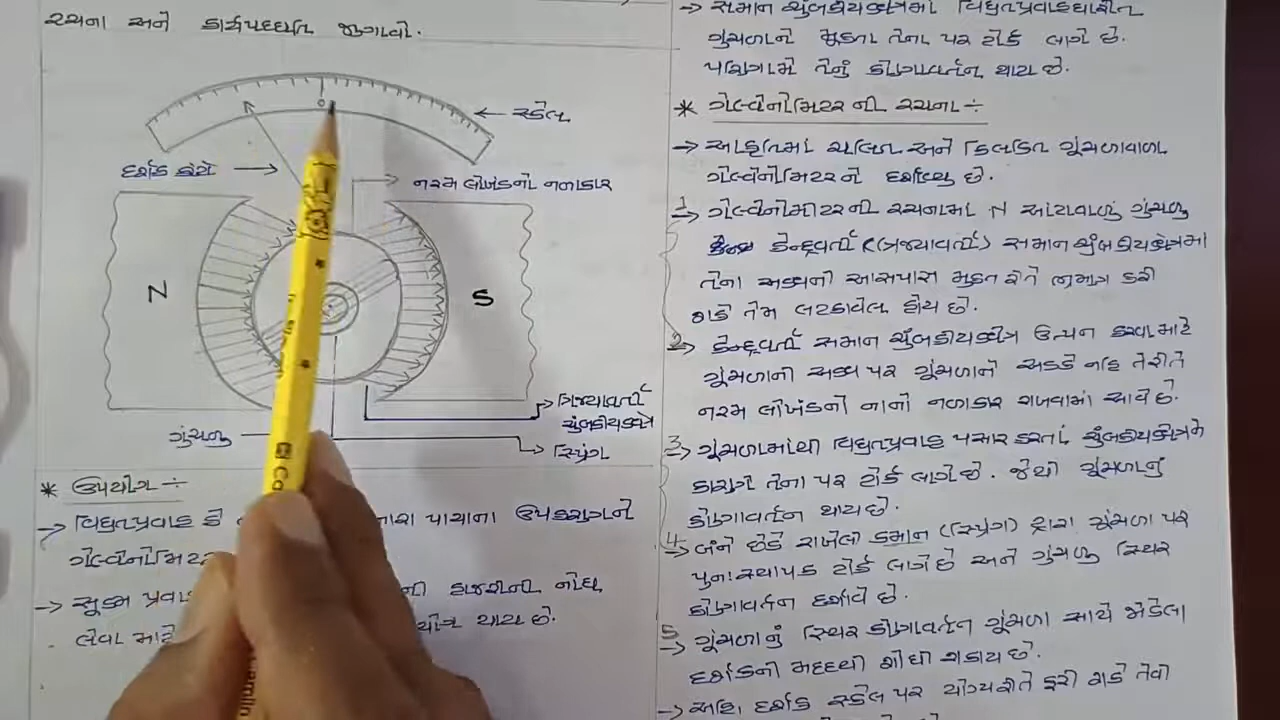 રચના અને કાર્યપદ્ધતિ જણાવો.
0
← સ્કેલ
દર્શક કાંટો →
→ નરમ લોખંડનો નળાકાર
N
S
→ ત્રિજ્યાવર્તી
ચુંબકીયક્ષેત્ર
ગુંચળુ
→ સ્પ્રિંગ
* ઉપયોગ ÷
→ વિદ્યુતપ્રવાહ કે
નારા પાયાના ઉપકરણને
ગેલ્વેનોમિટર
→ સૂક્ષ્મ પ્રવા
ની હાજરીની નોંધ
લેવા માટે
થાય છે.
→ સમાન ચુંબકીયક્ષેત્રમાં વિદ્યુતપ્રવાહધારીત
ગુંચળાને મૂકતા તેના પર ટોર્ક લાગે છે.
પરિણામે તેનું કોણાવર્તન થાય છે.
* ગેલ્વેનોમિટરની રચના ÷
→ આકૃતિમાં ચલિત અને કિલકિત ગૂંચળાવાળા
ગેલ્વેનોમિટરને દર્શાવ્યુ છે.
1→ ગેલ્વેનોમીટરની રચનામાં N આંટાવાળું ગુંચળુ
કેન્દ્રવર્તી (ત્રિજ્યાવર્તી) સમાન ચુંબકીયક્ષેત્રમાં
તેના અક્ષની આસપાસ મુક્ત રીતે ભ્રમણ કરી
શકે તેમ લટકાવેલ હોય છે.
2→ કેન્દ્રવર્તી સમાન ચુંબકીયક્ષેત્ર ઉત્પન્ન કરવા માટે
ગૂંચળાની અક્ષ પર ગૂંચળાને અડકે નહિ તે રીતે
નરમ લોખંડનો નાનો નળાકાર રાખવામાં આવે છે.
3→ ગૂંચળામાંથી વિદ્યુતપ્રવાહ પસાર કરતાં ચુંબકીયક્ષેત્રને
કારણે તેના પર ટોર્ક લાગે છે. જેથી ગૂંચળાનું
કોણાવર્તન થાય છે.
4→ બંને છેડે રાખેલી કમાન (સ્પ્રિંગ) દ્વારા ગુંચળા પર
પુનઃસ્થાપક ટોર્ક લાગે છે અને ગુંચળુ સ્થિર
કોણાવર્તન દર્શાવે છે.
5→ ગૂંચળાનું સ્થિર કોણાવર્તન ગૂંચળા સાથે જોડેલા
દર્શકની મદદથી શોધી શકાય છે.
→ અહિ, દર્શક સ્કેલ પર યોગ્ય રીતે ફરી શકે તેવી